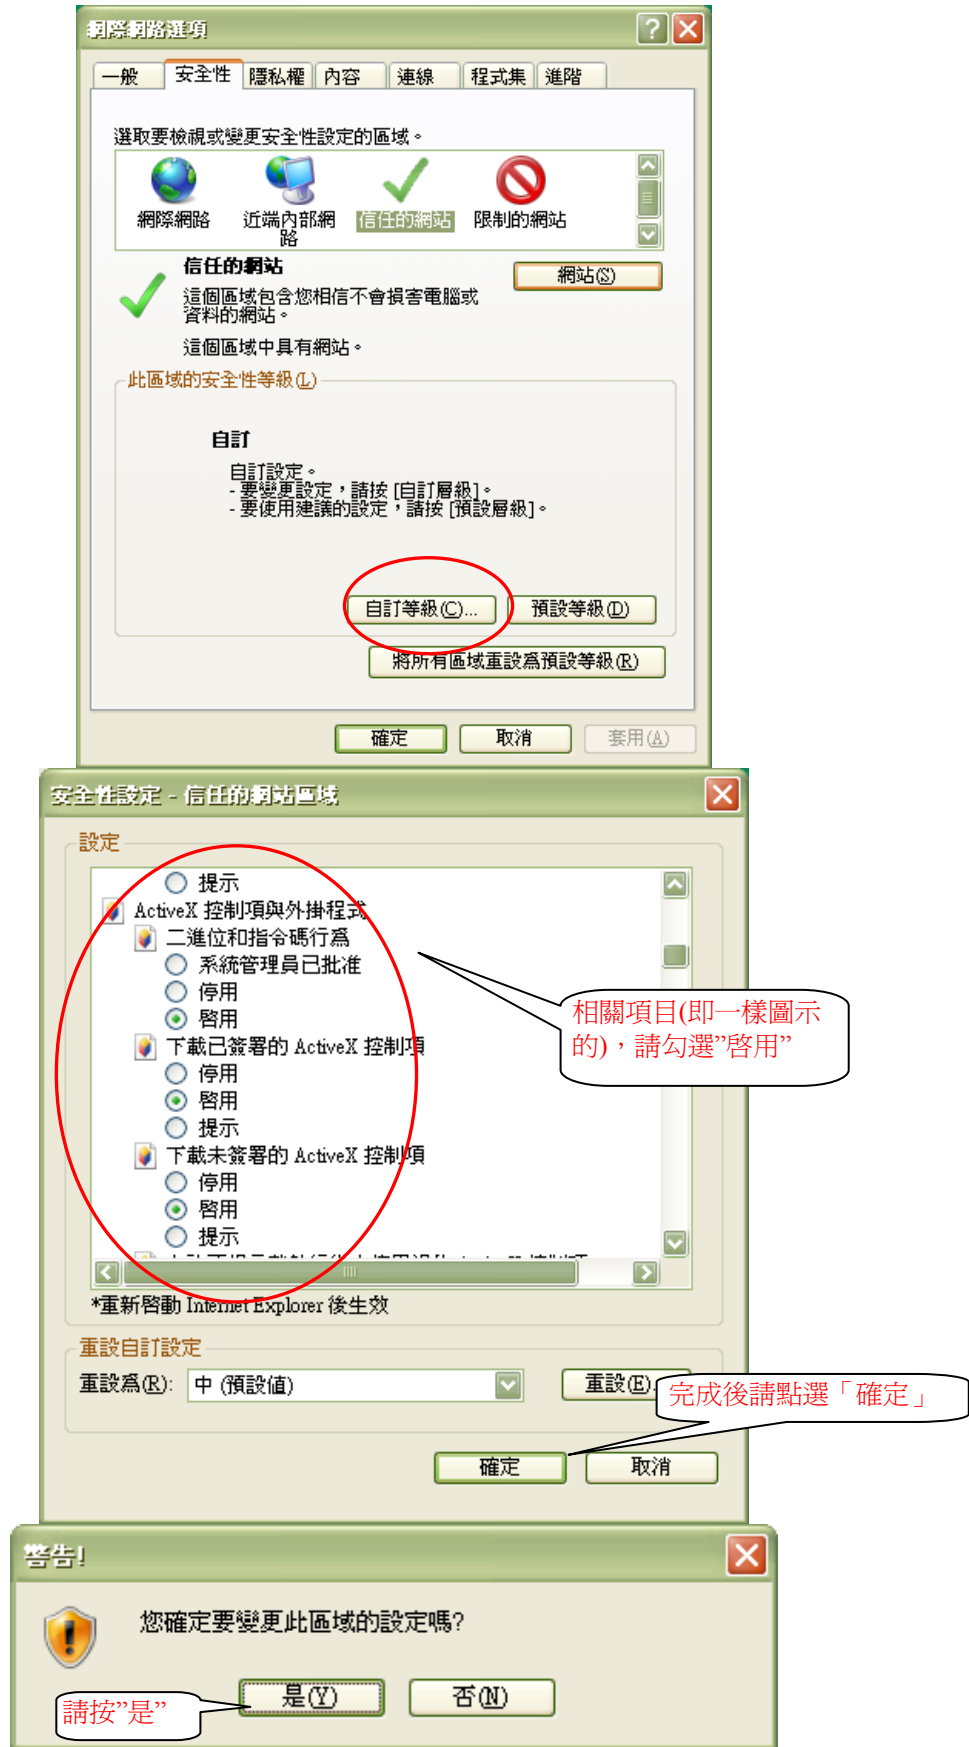 網際網路選項
一般 安全性 隱私權 內容 連線 程式集 進階
選取要檢視或變更安全性設定的區域。
網際網路 近端內部網路 信任的網站 限制的網站
信任的網站
網站(S)
這個區域包含您相信不會損害電腦或
資料的網站。
這個區域中具有網站。
此區域的安全性等級(L)
自訂
自訂設定。
- 要變更設定，請按 [自訂層級]。
- 要使用建議的設定，請按 [預設層級]。
自訂等級(C)... 預設等級(D)
將所有區域重設為預設等級(R)
確定 取消 套用(A)
安全性設定 - 信任的網站區域
設定
提示
ActiveX 控制項與外掛程式
二進位和指令碼行為
系統管理員已批准
停用
啟用
下載已簽署的 ActiveX 控制項
停用
啟用
提示
下載未簽署的 ActiveX 控制項
停用
啟用
提示
相關項目(即一樣圖示
的)，請勾選”啟用”
*重新啟動 Internet Explorer 後生效
重設自訂設定
重設為(R): 中 (預設值) 重設(E)
完成後請點選「確定」
確定 取消
警告!
您確定要變更此區域的設定嗎?
是(Y) 否(N)
請按”是”